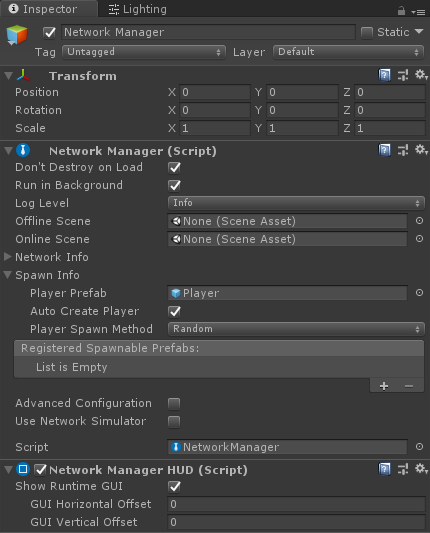 Inspector Lighting
Network Manager Static
Tag Untagged Layer Default
Transform
Position X 0 Y 0 Z 0
Rotation X 0 Y 0 Z 0
Scale X 1 Y 1 Z 1
Network Manager (Script)
Don't Destroy on Load
Run in Background
Log Level Info
Offline Scene None (Scene Asset)
Online Scene None (Scene Asset)
Network Info
Spawn Info
Player Prefab Player
Auto Create Player
Player Spawn Method Random
Registered Spawnable Prefabs:
List is Empty
+ −
Advanced Configuration
Use Network Simulator
Script NetworkManager
Network Manager HUD (Script)
Show Runtime GUI
GUI Horizontal Offset 0
GUI Vertical Offset 0